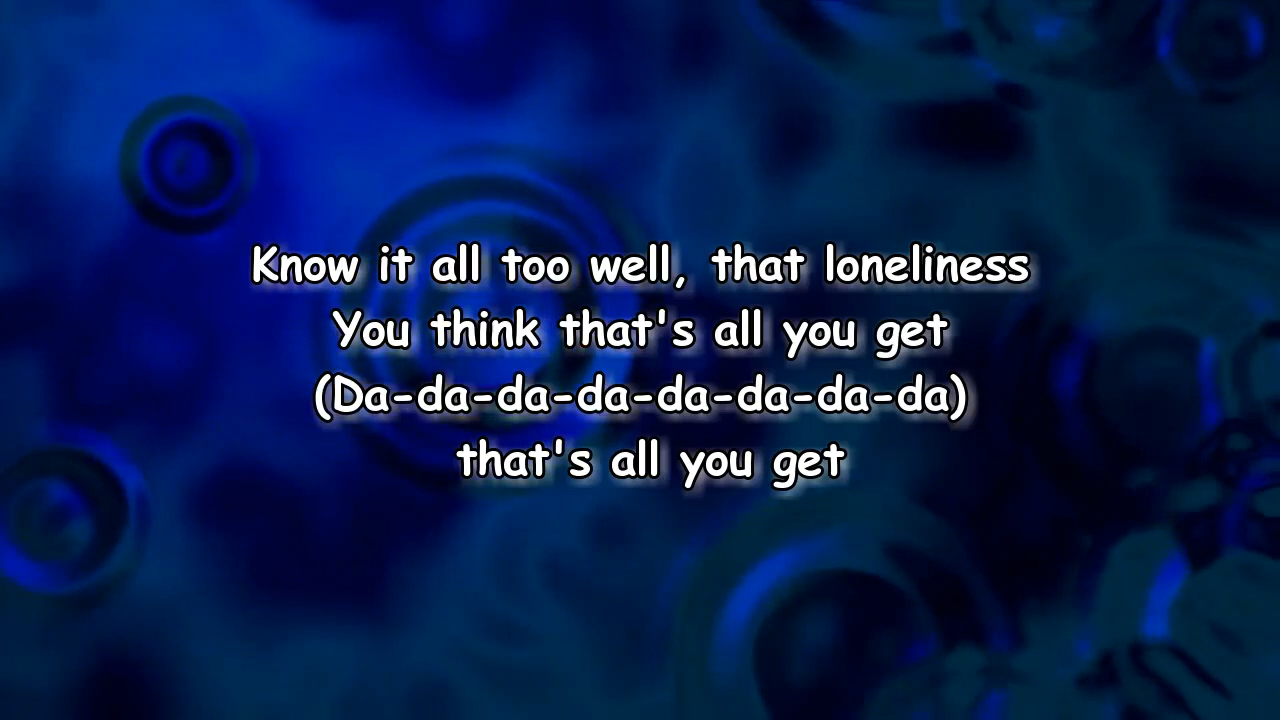 Know it all too well, that loneliness
You think that's all you get
(Da-da-da-da-da-da-da-da)
that's all you get